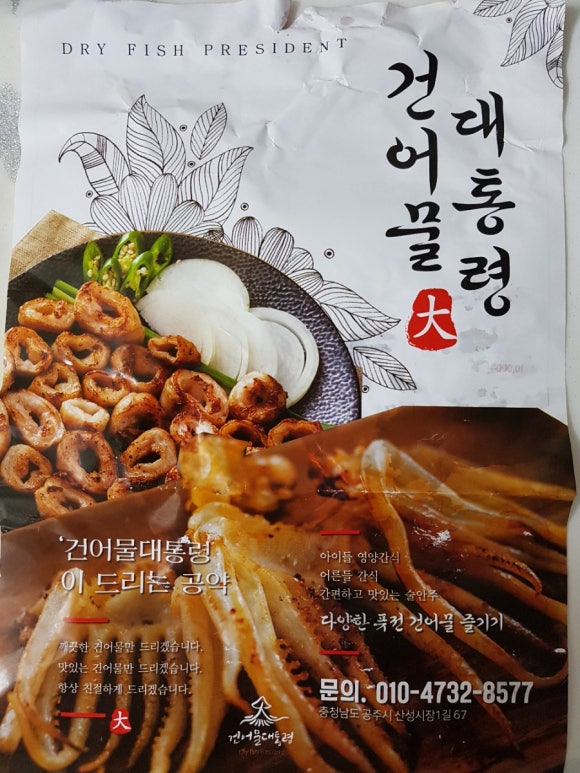 DRY FISH PRESIDENT
건어물
대통령
大
'건어물대통령'
이 드리는 공약
깨끗한 건어물만 드리겠습니다.
맛있는 건어물만 드리겠습니다.
항상 친절하게 드리겠습니다.
大
아이들 영양간식
어른들 간식
간편하고 맛있는 술안주
다양한 푹전 건어물 즐기기
문의. 010-4732-8577
충청남도 공주시 산성시장1길 67
건어물대통령